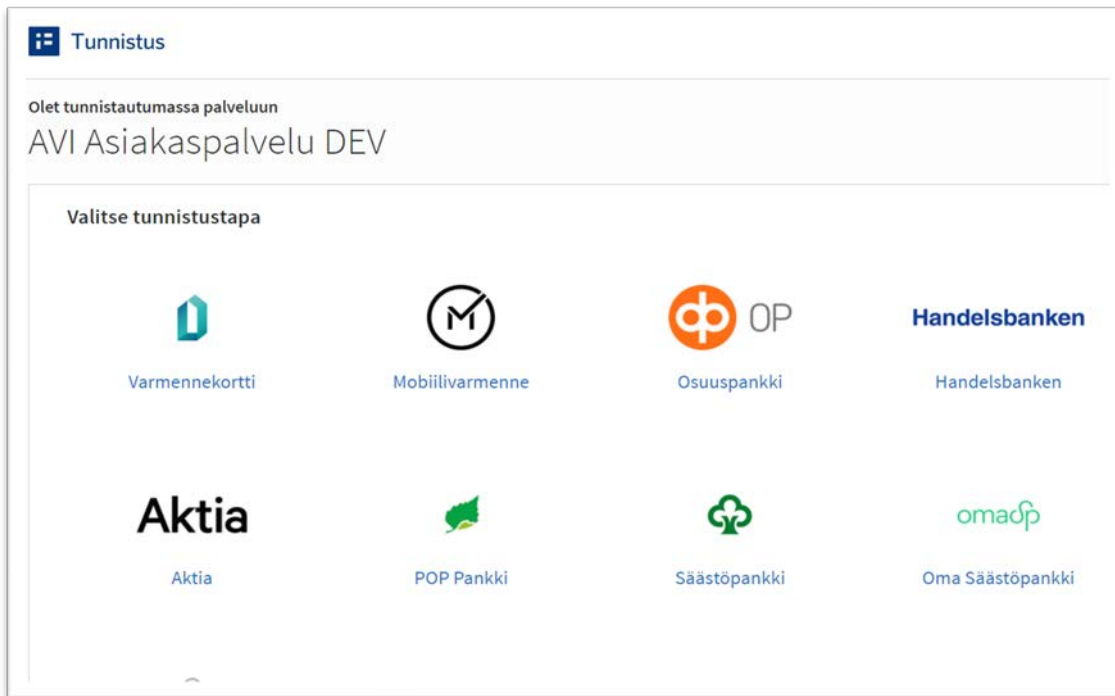 Tunnistus
Olet tunnistautumassa palveluun
AVI Asiakaspalvelu DEV
Valitse tunnistustapa
OP Handelsbanken
Varmennekortti Mobiilivarmenne Osuuspankki Handelsbanken
Aktia omasp
Aktia POP Pankki Säästöpankki Oma Säästöpankki